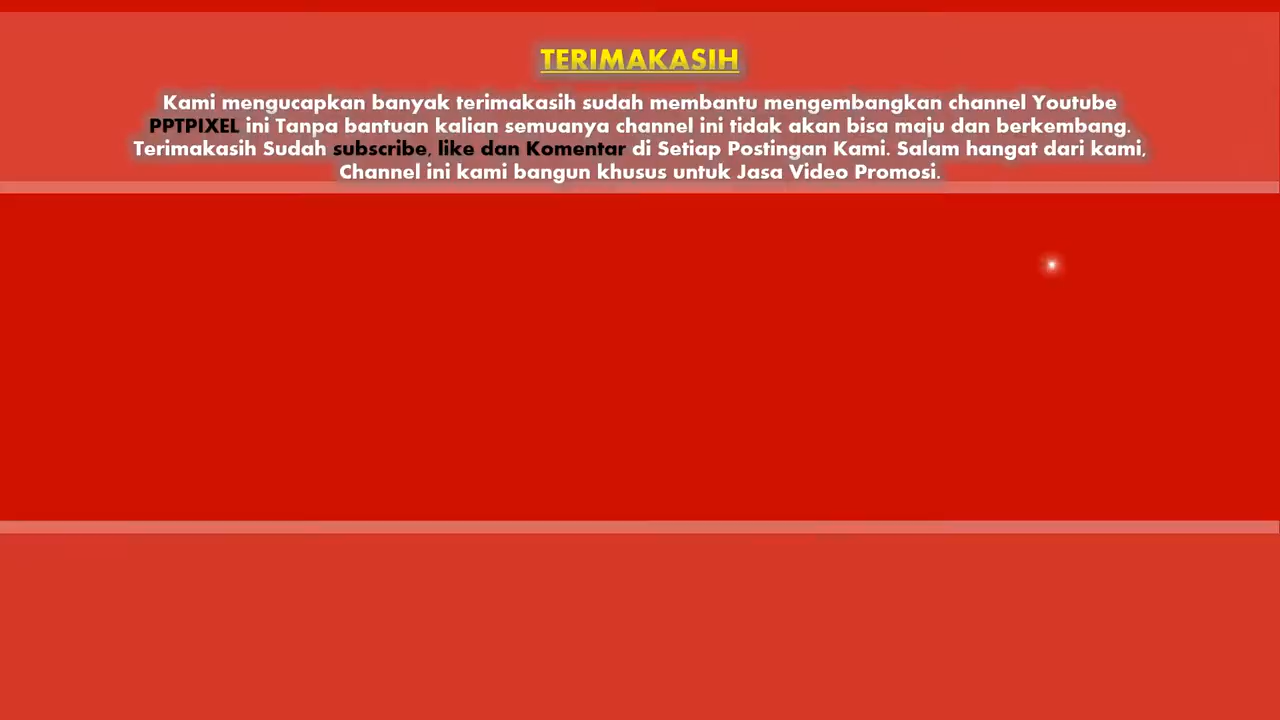 TERIMAKASIH
Kami mengucapkan banyak terimakasih sudah membantu mengembangkan channel Youtube
PPTPIXEL ini Tanpa bantuan kalian semuanya channel ini tidak akan bisa maju dan berkembang.
Terimakasih Sudah subscribe, like dan Komentar di Setiap Postingan Kami. Salam hangat dari kami,
Channel ini kami bangun khusus untuk Jasa Video Promosi.